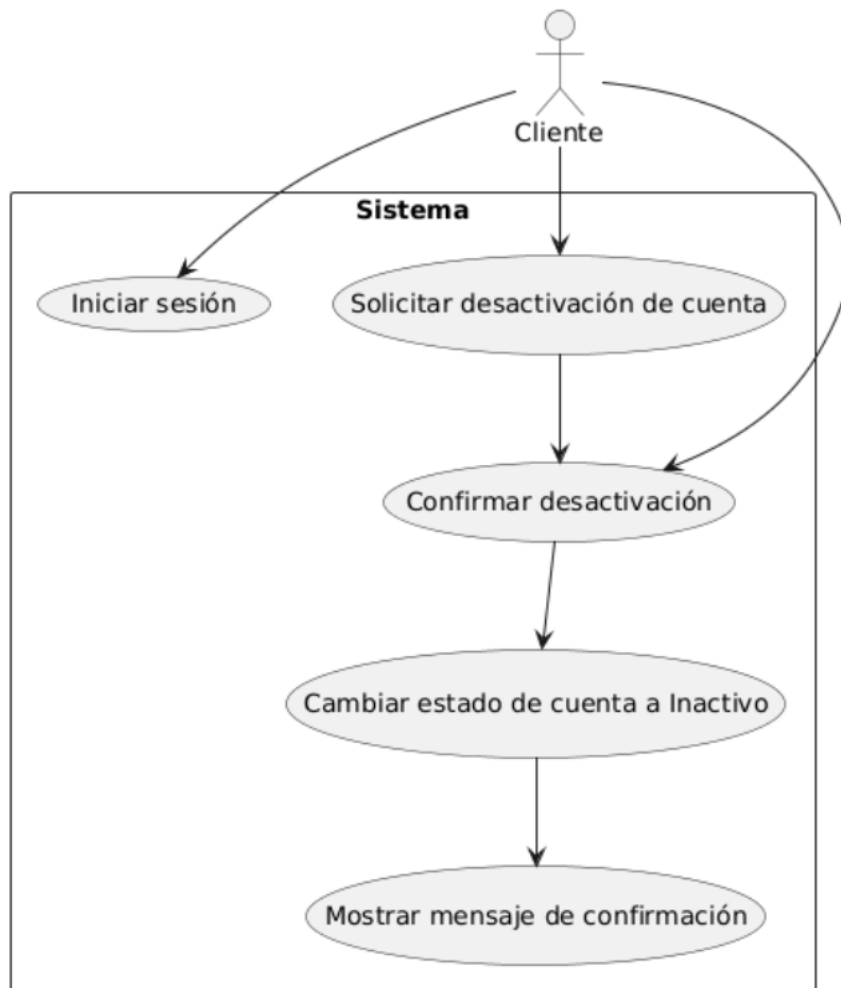 Cliente
Sistema
Iniciar sesión
Solicitar desactivación de cuenta
Confirmar desactivación
Cambiar estado de cuenta a Inactivo
Mostrar mensaje de confirmación